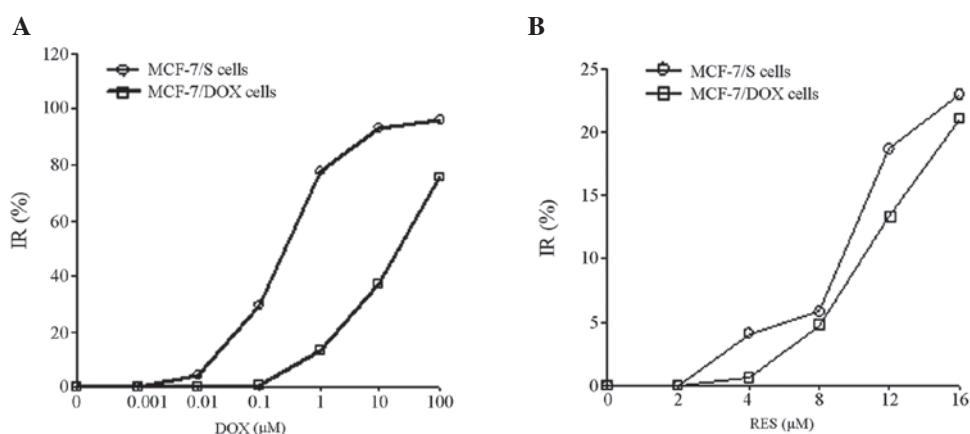 A
120
100
80
60
40
20
0
IR (%)
MCF-7/S cells
MCF-7/DOX cells
0 0.001 0.01 0.1 1 10 100
DOX (μM)
B
25
20
15
10
5
0
IR (%)
MCF-7/S cells
MCF-7/DOX cells
0 2 4 8 12 16
RES (μM)